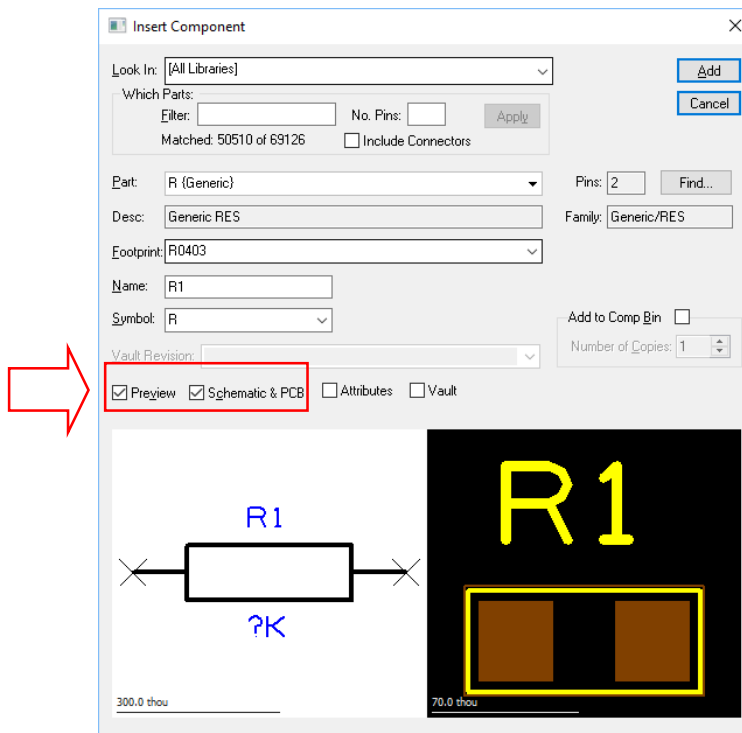 Insert Component
Look In: [All Libraries]
Add
Which Parts:
Cancel
Filter: No. Pins: Apply
Matched: 50510 of 69126 Include Connectors
Part: R {Generic} Pins: 2 Find...
Desc: Generic RES Family: Generic/RES
Footprint: R0403
Name: R1
Symbol: R Add to Comp Bin
Vault Revision: Number of Copies: 1
Preview Schematic & PCB Attributes Vault
R1 R1
?K
300.0 thou 70.0 thou